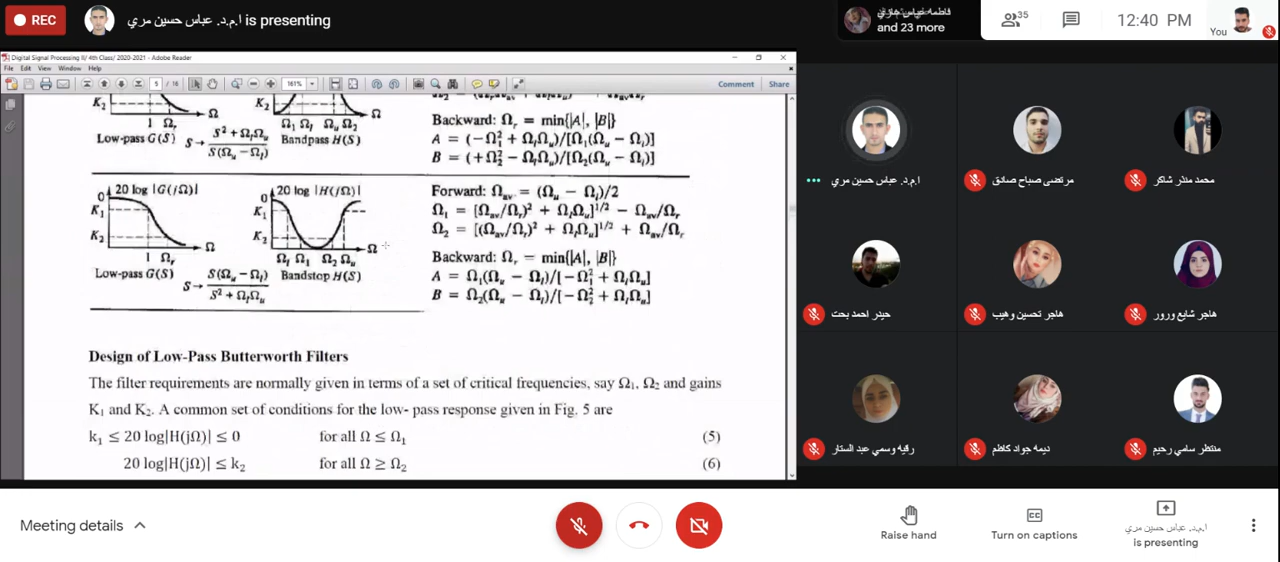 REC
ا.م.د. عباس حسين مري is presenting
and 23 more
35
12:40 PM
You
Digital Signal Processing II/ 4th Class/ 2020-2021 - Adobe Reader
File Edit View Window Help
5 / 16
161%
Comment
Share
K₂ Ω
K₂ Ω
1 Ωᵣ
Ω₁ Ωₗ Ωᵤ Ω₂
Low-pass G(S)
S → S² + ΩₗΩᵤ / S(Ωᵤ − Ωₗ)
Bandpass H(S)
Backward: Ωᵣ = min{|A|, |B|}
A = (−Ω₁² + ΩₗΩᵤ)/[Ω₁(Ωᵤ − Ωₗ)]
B = (+Ω₂² − ΩₗΩᵤ)/[Ω₂(Ωᵤ − Ωₗ)]
0 20 log |G(jΩ)|
K₁
K₂
Ω
1 Ωᵣ
Low-pass G(S)
S → S(Ωᵤ − Ωₗ) / S² + ΩₗΩᵤ
0 20 log |H(jΩ)|
K₁
K₂
Ω
Ωₗ Ω₁ Ω₂ Ωᵤ
Bandstop H(S)
Forward: Ωₐᵥ = (Ωᵤ − Ωₗ)/2
Ω₁ = [Ωₐᵥ/Ωᵣ)² + ΩₗΩᵤ]¹/² − Ωₐᵥ/Ωᵣ
Ω₂ = [(Ωₐᵥ/Ωᵣ)² + ΩₗΩᵤ]¹/² + Ωₐᵥ/Ωᵣ
Backward: Ωᵣ = min{|A|, |B|}
A = Ω₁(Ωᵤ − Ωₗ)/[−Ω₁² + ΩₗΩᵤ]
B = Ω₂(Ωᵤ − Ωₗ)/[−Ω₂² + ΩₗΩᵤ]
Design of Low-Pass Butterworth Filters
The filter requirements are normally given in terms of a set of critical frequencies, say Ω₁, Ω₂ and gains
K₁ and K₂. A common set of conditions for the low- pass response given in Fig. 5 are
k₁ ≤ 20 log|H(jΩ)| ≤ 0 for all Ω ≤ Ω₁ (5)
20 log|H(jΩ)| ≤ k₂ for all Ω ≥ Ω₂ (6)
ا.م.د. عباس حسين مري
مرتضى صباح صادق
محمد منذر شاكر
حيدر احمد بخت
هاجر تحسين وهيب
هاجر شايع ورور
رقيه وسمي عبد الستار
ديمه جواد كاظم
منتظر سامي رحيم
Meeting details
Raise hand
Turn on captions
ا.م.د. عباس حسين مري
is presenting